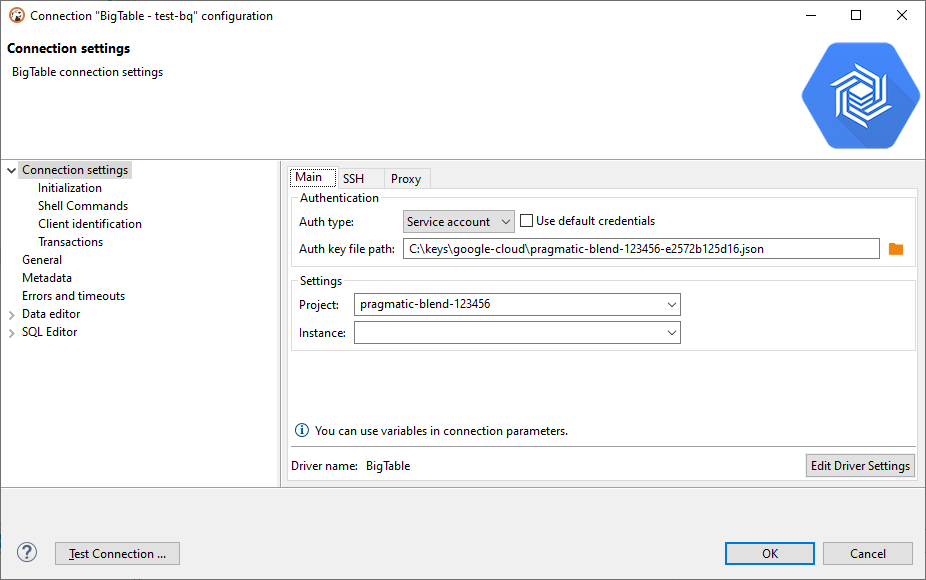 Connection "BigTable - test-bq" configuration
Connection settings
BigTable connection settings
Connection settings
Initialization
Shell Commands
Client identification
Transactions
General
Metadata
Errors and timeouts
Data editor
SQL Editor
Main SSH Proxy
Authentication
Auth type: Service account Use default credentials
Auth key file path: C:\keys\google-cloud\pragmatic-blend-123456-e2572b125d16.json
Settings
Project: pragmatic-blend-123456
Instance:
You can use variables in connection parameters.
Driver name: BigTable Edit Driver Settings
? Test Connection ... OK Cancel